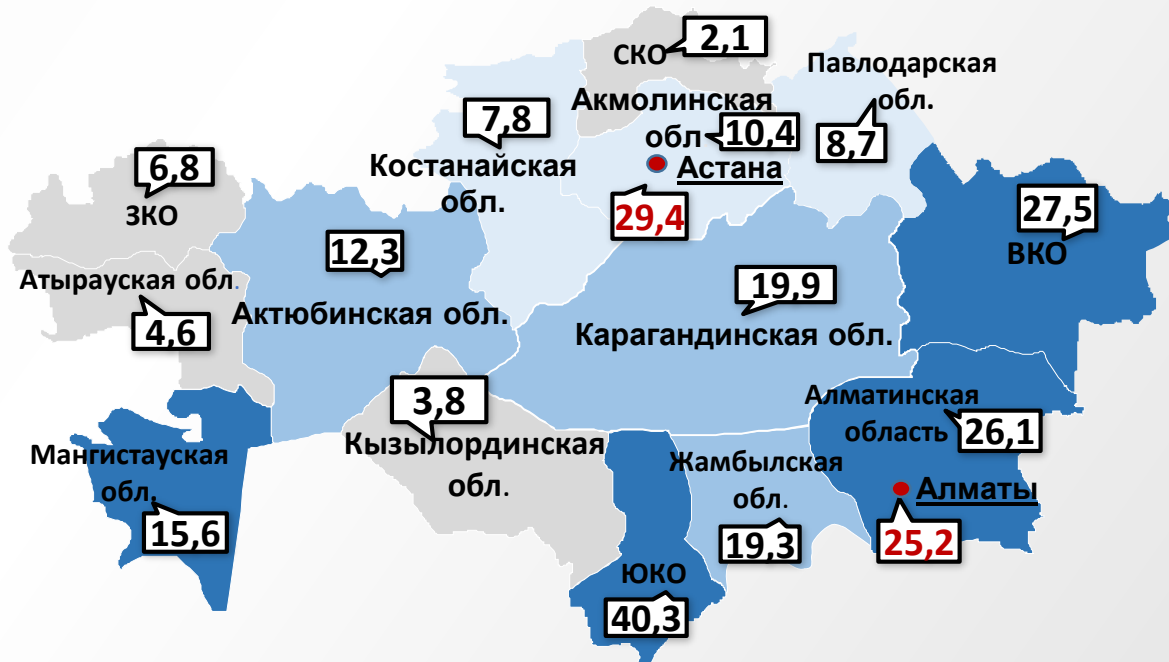 СКО
2,1
Павлодарская
обл.
8,7
Акмолинская
обл
10,4
Астана
29,4
7,8
Костанайская
обл.
6,8
ЗКО
27,5
ВКО
12,3
Атырауская обл.
4,6
Актюбинская обл.
19,9
Карагандинская обл.
3,8
Кызылординская
обл.
Алматинская
область
26,1
Мангистауская
обл.
15,6
Жамбылская
обл.
19,3
Алматы
25,2
ЮКО
40,3